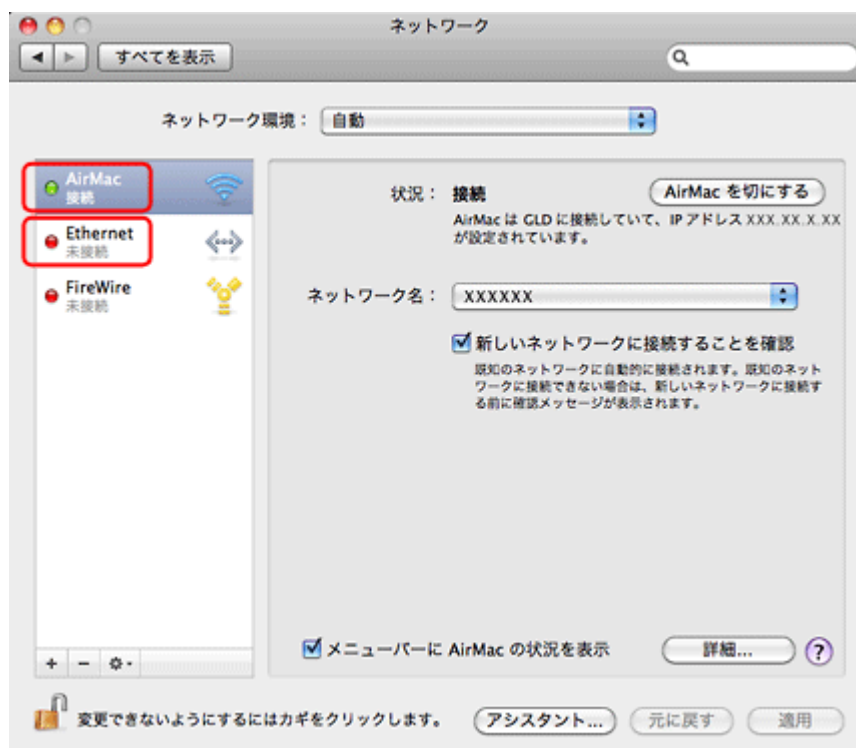 ネットワーク
すべてを表示
ネットワーク環境： 自動
AirMac
接続
Ethernet
未接続
FireWire
未接続
状況： 接続 AirMac を切にする
AirMac は GLD に接続していて、IP アドレス XXX.XX.X.XX
が設定されています。
ネットワーク名： XXXXXX
新しいネットワークに接続することを確認
既知のネットワークに自動的に接続されます。既知のネット
ワークに接続できない場合は、新しいネットワークに接続す
る前に確認メッセージが表示されます。
メニューバーに AirMac の状況を表示 詳細... ?
変更できないようにするにはカギをクリックします。 アシスタント... 元に戻す 適用